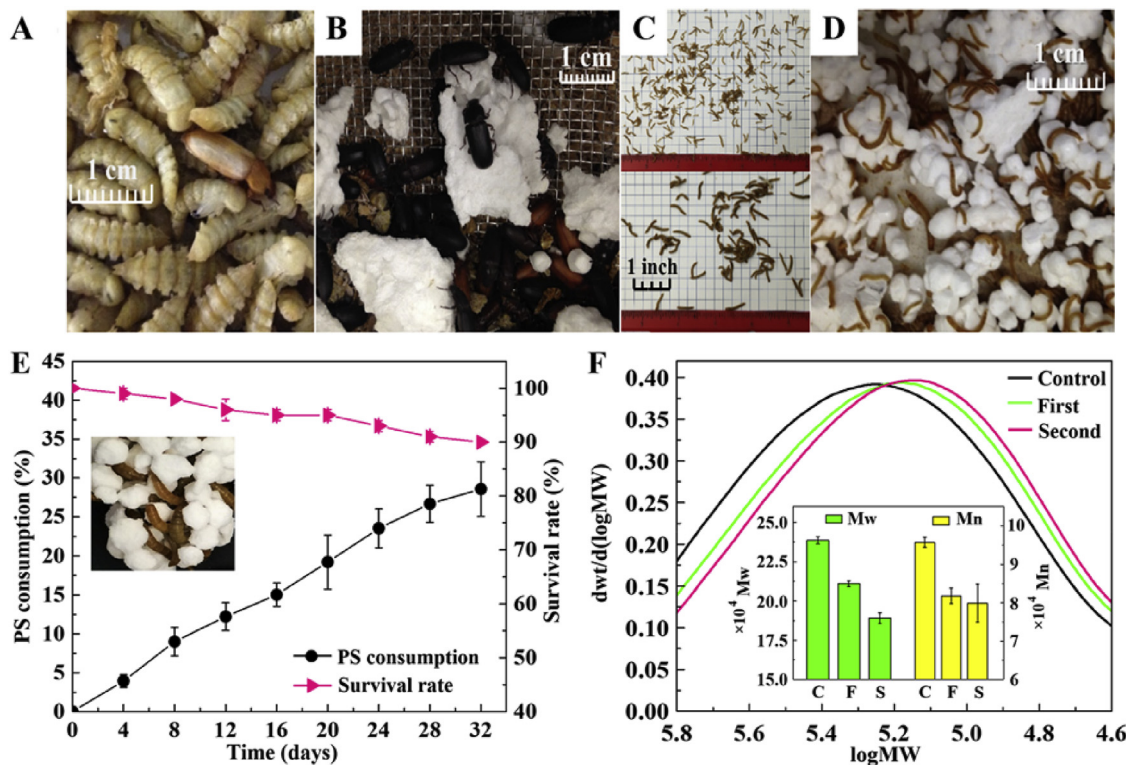 A
1 cm
B
1 cm
C
1 inch
D
1 cm
E
PS consumption (%)
45
40
35
30
25
20
15
10
5
0
100
90
80
70
60
50
40
Survival rate (%)
PS consumption
Survival rate
0 4 8 12 16 20 24 28 32
Time (days)
F
dwt/d(logMW)
0.40
0.35
0.30
0.25
0.20
0.15
0.10
0.05
0.00
Control
First
Second
Mw Mn
×10⁴ Mw
25.0
22.5
20.0
17.5
15.0
10
9
8
7
6
×10⁴ Mn
C F S C F S
5.8 5.6 5.4 5.2 5.0 4.8 4.6
logMW